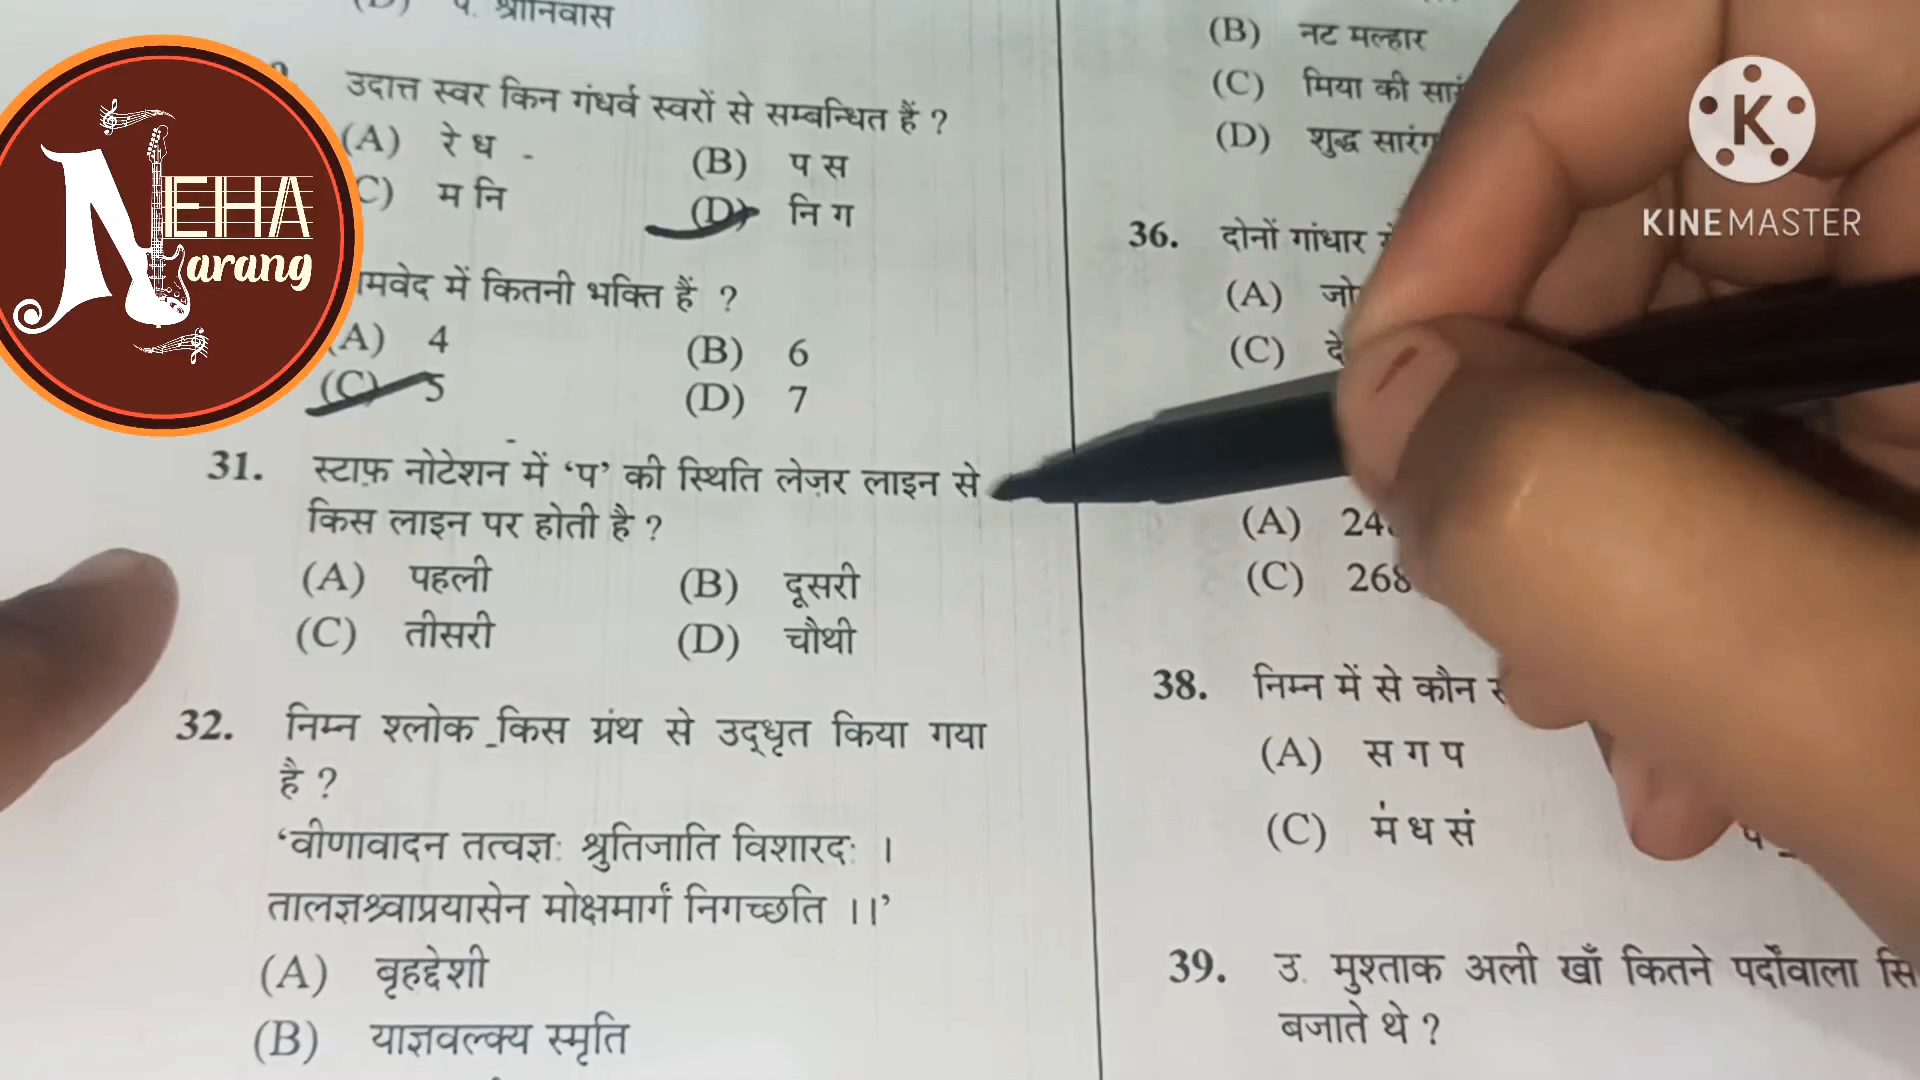 (D) प. श्रीनिवास
उदात्त स्वर किन गंधर्व स्वरों से सम्बन्धित हैं ?
(A) रे ध
(B) प स
C) म नि
(D) नि ग
मवेद में कितनी भक्ति हैं ?
A) 4
(B) 6
(C) 5
(D) 7
31. स्टाफ़ नोटेशन में ‘प’ की स्थिति लेज़र लाइन से
किस लाइन पर होती है ?
(A) पहली
(B) दूसरी
(C) तीसरी
(D) चौथी
32. निम्न श्लोक किस ग्रंथ से उद्धृत किया गया
है ?
‘वीणावादन तत्वज्ञः श्रुतिजाति विशारदः ।
तालज्ञश्चाप्रयासेन मोक्षमार्गं निगच्छति ।।’
(A) बृहद्देशी
(B) याज्ञवल्क्य स्मृति
(B) नट मल्हार
(C) मिया की
(D) शुद्ध सारंग
36. दोनों गांधार
(A)
(C)
(A) 24
(C) 268
38. निम्न में से कौन
(A) स ग प
(C) मं ध सं
39. उ. मुश्ताक अली खाँ कितने पर्दोंवाला
बजाते थे ?
NEHA
Narang
K
KINEMASTER